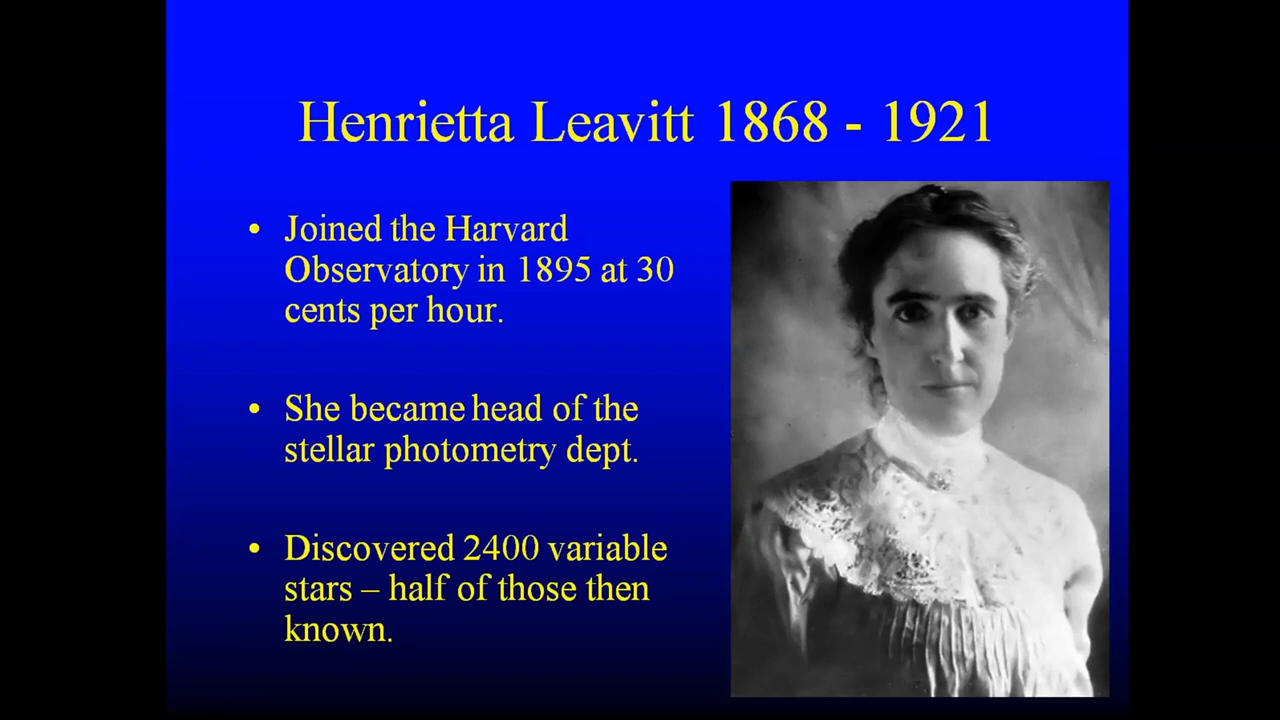 Henrietta Leavitt 1868 - 1921
• Joined the Harvard
Observatory in 1895 at 30
cents per hour.
• She became head of the
stellar photometry dept.
• Discovered 2400 variable
stars – half of those then
known.